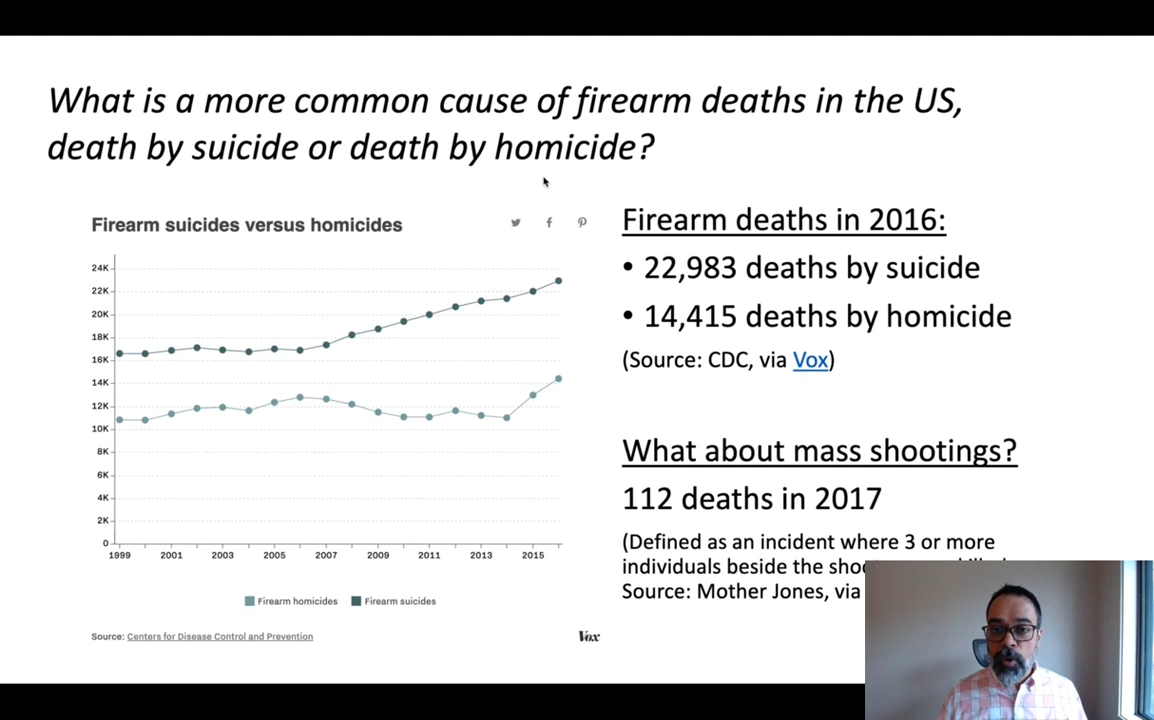 What is a more common cause of firearm deaths in the US,
death by suicide or death by homicide?
Firearm suicides versus homicides
24K
22K
20K
18K
16K
14K
12K
10K
8K
6K
4K
2K
0
1999
2001
2003
2005
2007
2009
2011
2013
2015
Firearm homicides
Firearm suicides
Source: Centers for Disease Control and Prevention
Vox
Firearm deaths in 2016:
• 22,983 deaths by suicide
• 14,415 deaths by homicide
(Source: CDC, via Vox)
What about mass shootings?
112 deaths in 2017
(Defined as an incident where 3 or more
individuals beside the
Source: Mother Jones, via